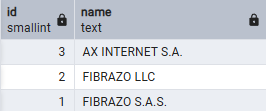 id name
smallint text
3 AX INTERNET S.A.
2 FIBRAZO LLC
1 FIBRAZO S.A.S.